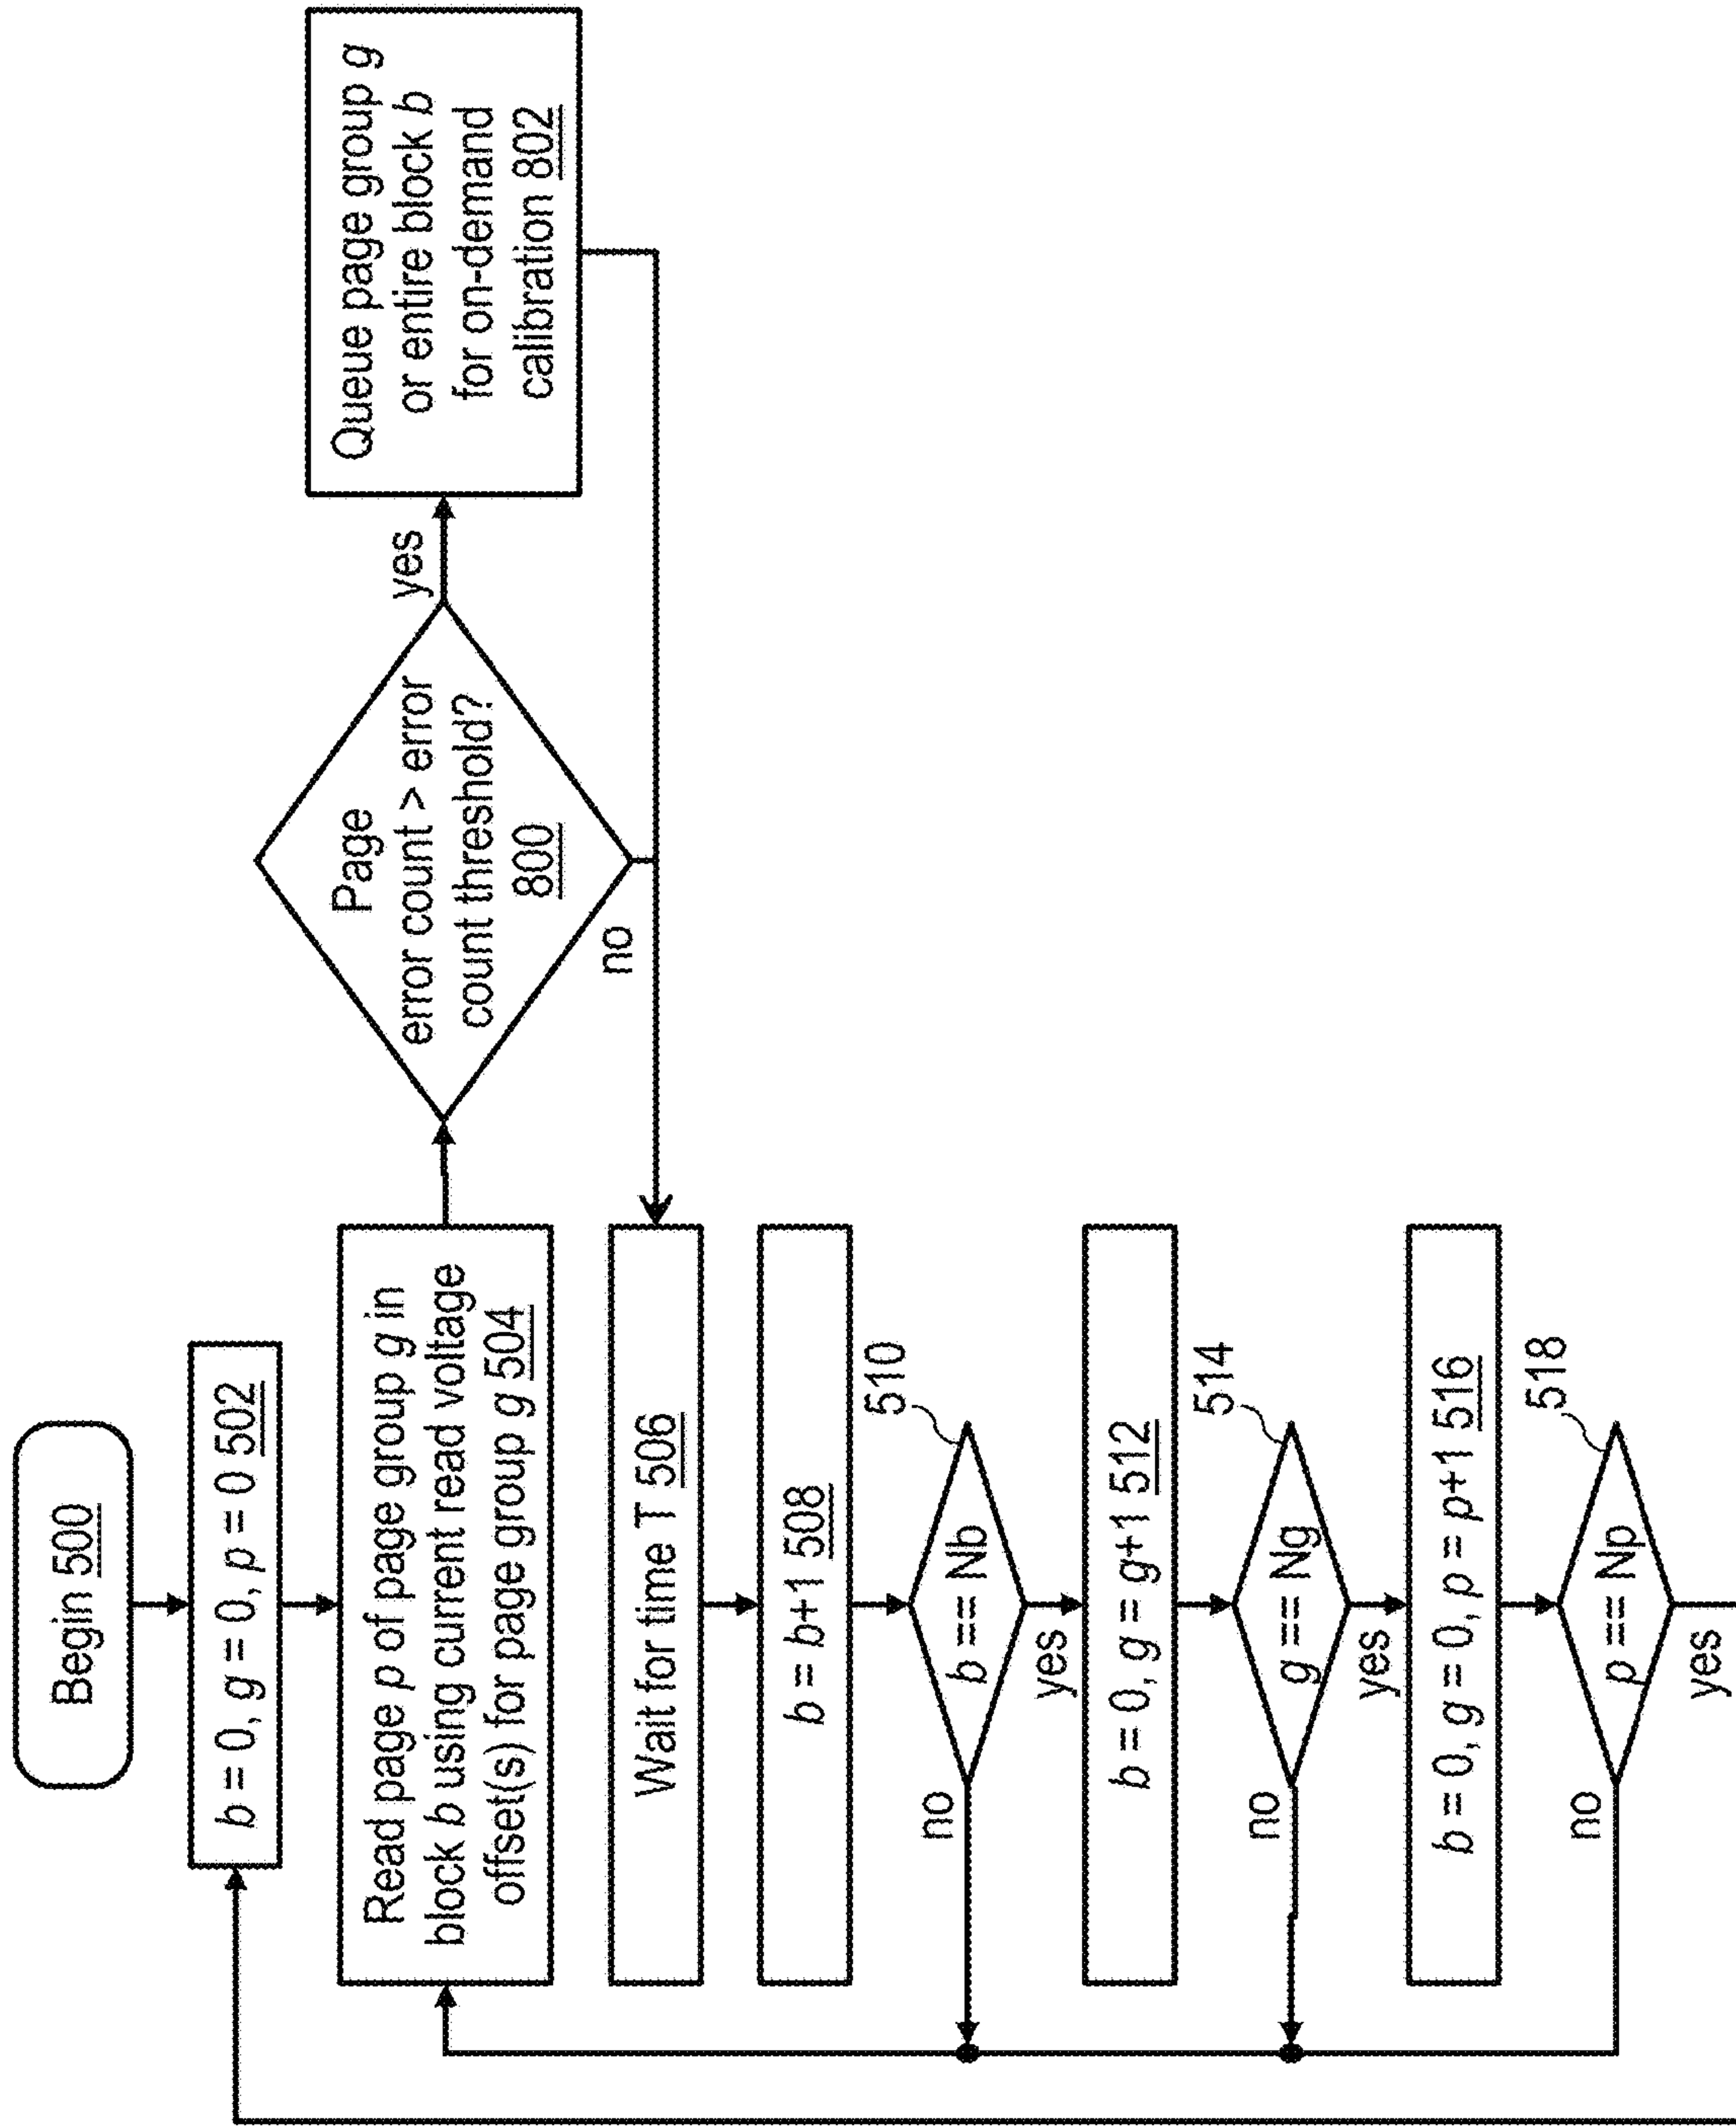 Begin 500
b = 0, g = 0, p = 0 502
Read page p of page group g in
block b using current read voltage
offset(s) for page group g 504
Page
error count > error
count threshold?
800
yes
no
Queue page group g
or entire block b
for on-demand
calibration 802
Wait for time T 506
b = b+1 508
510
b == Nb
no
yes
b = 0, g = g+1 512
514
g == Ng
no
yes
b = 0, g = 0, p = p+1 516
518
p == Np
no
yes